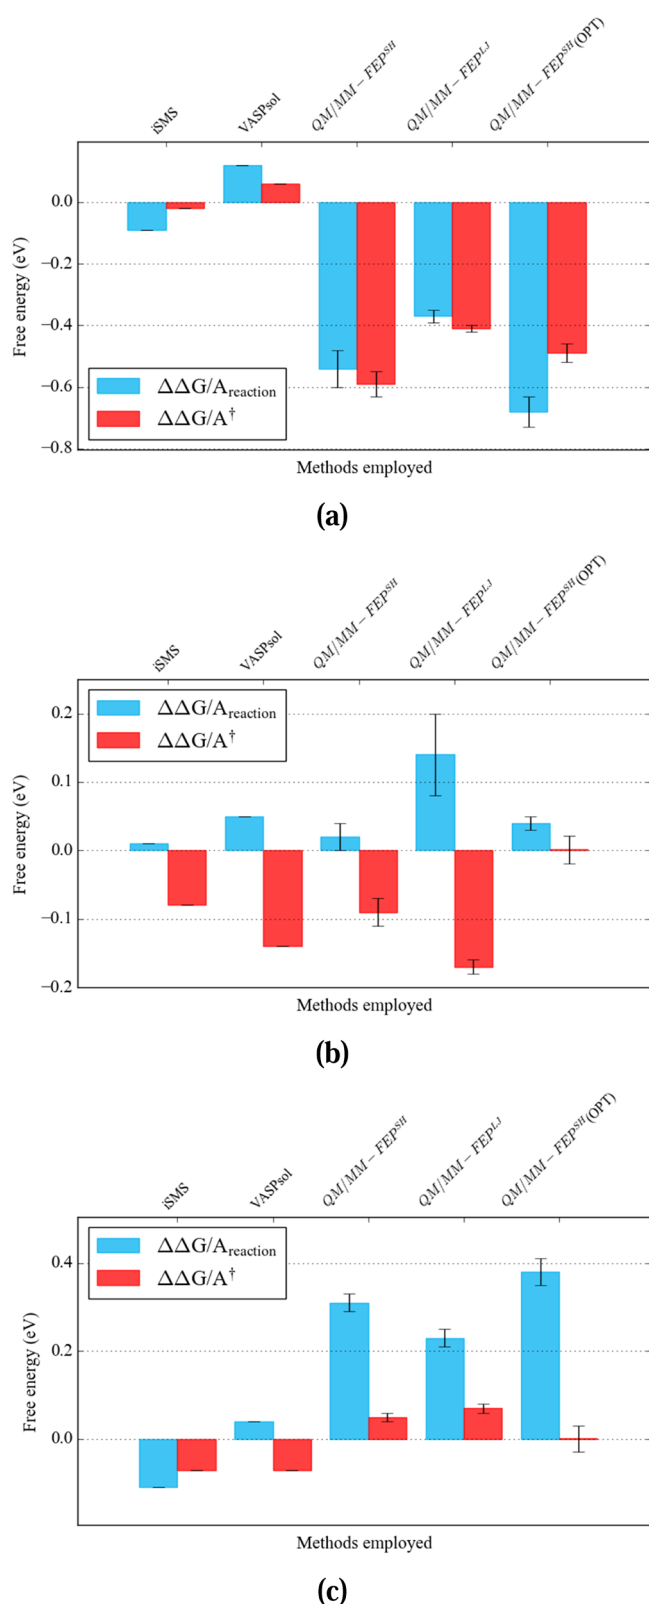 iSMS
VASPsol
QM/MM − FEP^SH
QM/MM − FEP^LJ
QM/MM − FEP^SH(OPT)
0.0
−0.2
−0.4
−0.6
−0.8
Free energy (eV)
ΔΔG/A_reaction
ΔΔG/A^†
Methods employed
(a)
iSMS
VASPsol
QM/MM − FEP^SH
QM/MM − FEP^LJ
QM/MM − FEP^SH(OPT)
0.2
0.1
0.0
−0.1
−0.2
Free energy (eV)
ΔΔG/A_reaction
ΔΔG/A^†
Methods employed
(b)
iSMS
VASPsol
QM/MM − FEP^SH
QM/MM − FEP^LJ
QM/MM − FEP^SH(OPT)
0.4
0.2
0.0
Free energy (eV)
ΔΔG/A_reaction
ΔΔG/A^†
Methods employed
(c)